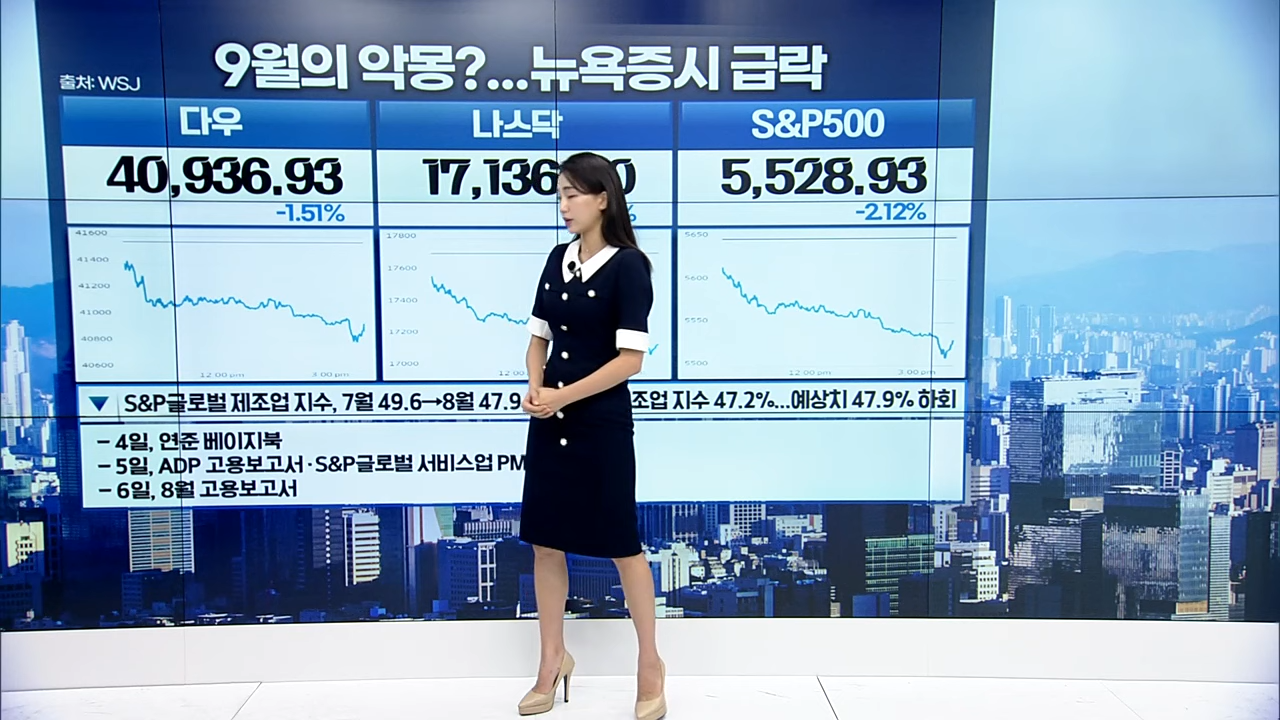 9월의 악몽?...뉴욕증시 급락
출처: WSJ
다우
40,936.93
-1.51%
41600
41400
41200
41000
40800
40600
12:00 pm 3:00 pm
나스닥
17,136
0
%
17800
17600
17400
17200
17000
12:00
S&P500
5,528.93
-2.12%
5650
5600
5550
5500
12:00 pm 3:00 pm
▼ S&P글로벌 제조업 지수, 7월 49.6→8월 47.9 조업 지수 47.2%...예상치 47.9% 하회
- 4일, 연준 베이지북
- 5일, ADP 고용보고서·S&P글로벌 서비스업 PM
- 6일, 8월 고용보고서